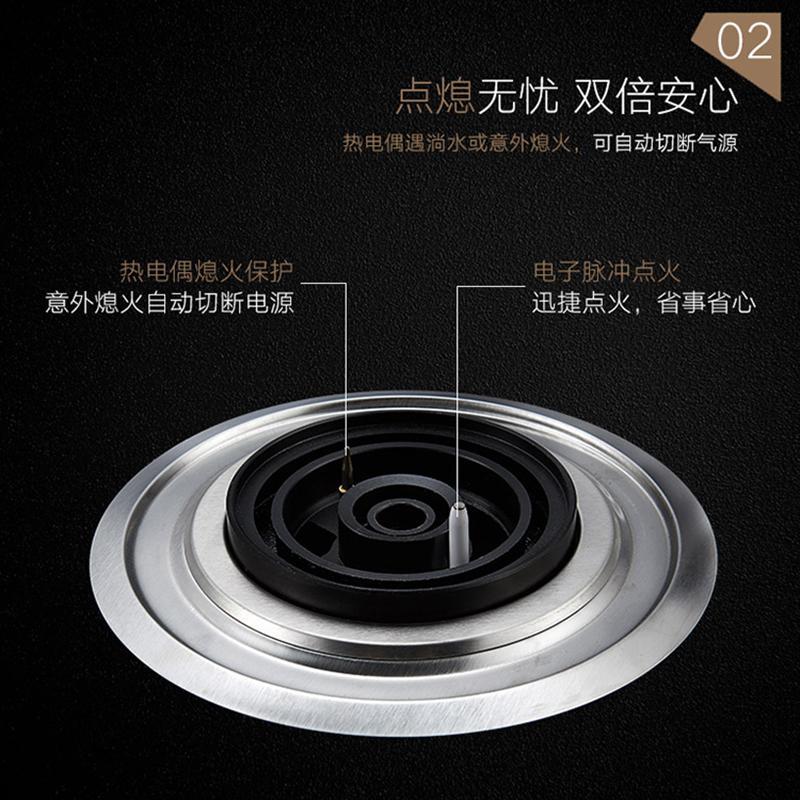 02
点熄无忧 双倍安心
热电偶遇淌水或意外熄火，可自动切断气源
热电偶熄火保护
意外熄火自动切断电源
电子脉冲点火
迅捷点火，省事省心